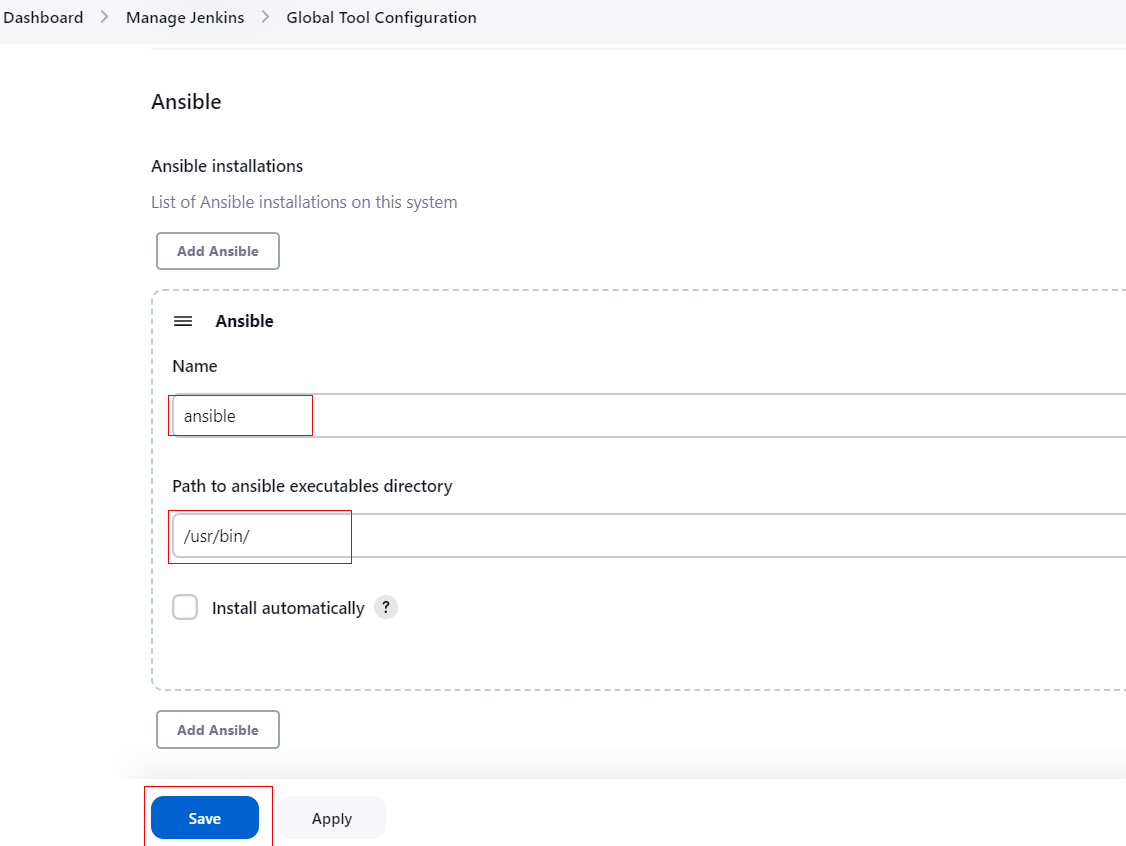 Dashboard > Manage Jenkins > Global Tool Configuration
Ansible
Ansible installations
List of Ansible installations on this system
Add Ansible
Ansible
Name
ansible
Path to ansible executables directory
/usr/bin/
Install automatically ?
Add Ansible
Save Apply